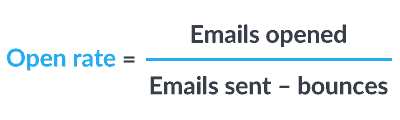 Emails opened
Open rate =
Emails sent – bounces